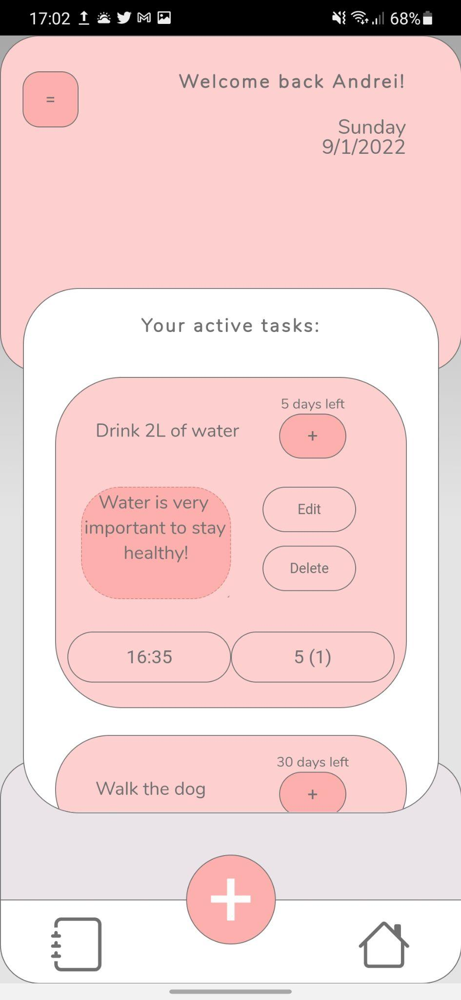 17:02 68%
=
Welcome back Andrei!
Sunday
9/1/2022
Your active tasks:
5 days left
Drink 2L of water
+
Water is very
important to stay
healthy!
Edit
Delete
16:35 5 (1)
30 days left
Walk the dog
+